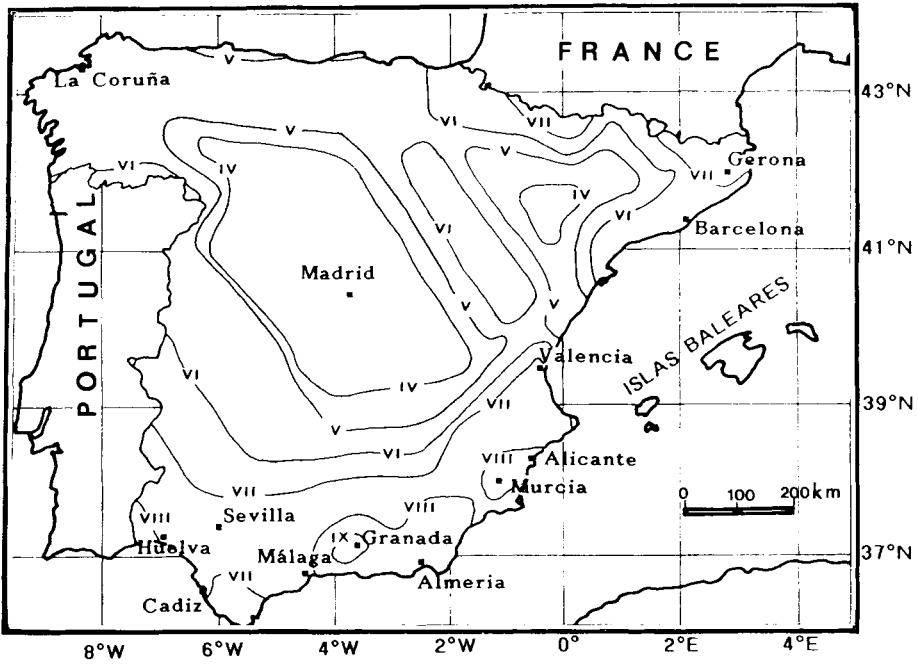 FRANCE
La Coruña
V
43°N
VI
VII
V
V
Gerona
VI
IV
VII
IV
VI
VI
Barcelona
PORTUGAL
41°N
Madrid
V
V
ISLAS BALEARES
Valencia
VI
IV
VII
39°N
V
VI
VIII
Alicante
VII
Murcia
VIII
0 100 200 km
VIII
Sevilla
IX
Granada
Huelva
Málaga
37°N
VII
Almeria
Cadiz
8°W
6°W
4°W
2°W
0°
2°E
4°E